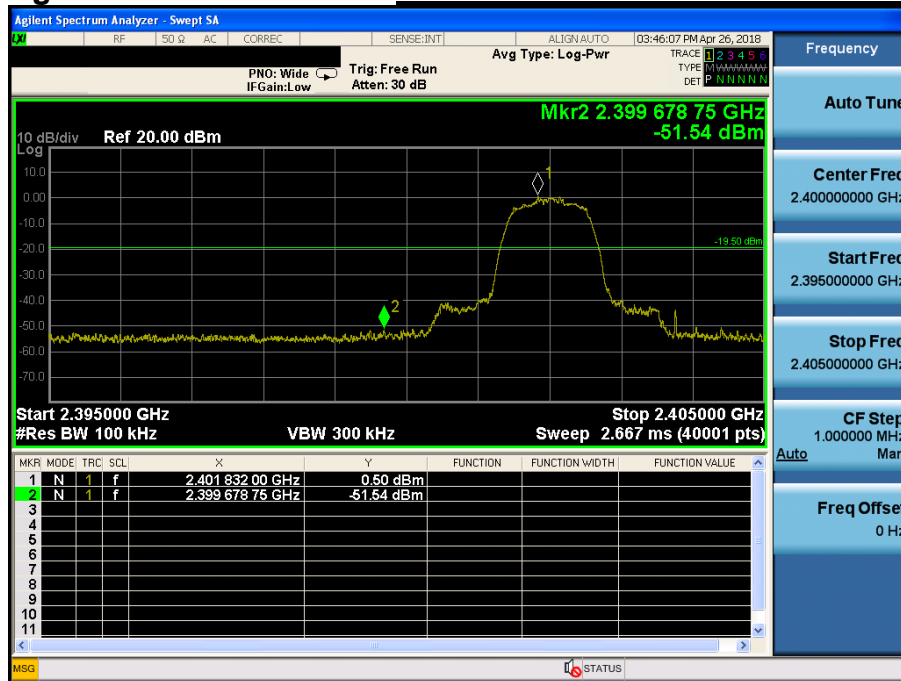 Agilent Spectrum Analyzer - Swept SA
LXI RF 50 Ω AC CORREC SENSE:INT ALIGN AUTO 03:46:07 PM Apr 26, 2018
Frequency
Avg Type: Log-Pwr TRACE 1 2 3 4 5 6
PNO: Wide Trig: Free Run TYPE M W W W W W
IFGain:Low Atten: 30 dB DET P N N N N N
Auto Tune
Mkr2 2.399 678 75 GHz
10 dB/div Ref 20.00 dBm -51.54 dBm
Log
10.0
0.00
-10.0
-20.0
-30.0
-40.0
-50.0
-60.0
-70.0
1
2
-19.50 dBm
Center Freq
2.400000000 GHz
Start Freq
2.395000000 GHz
Stop Freq
2.405000000 GHz
Start 2.395000 GHz Stop 2.405000 GHz
#Res BW 100 kHz VBW 300 kHz Sweep 2.667 ms (40001 pts)
CF Step
1.000000 MHz
Auto Man
MKR MODE TRC SCL X Y FUNCTION FUNCTION WIDTH FUNCTION VALUE
1 N 1 f 2.401 832 00 GHz 0.50 dBm
2 N 1 f 2.399 678 75 GHz -51.54 dBm
3
4
5
6
7
8
9
10
11
Freq Offset
0 Hz
MSG STATUS